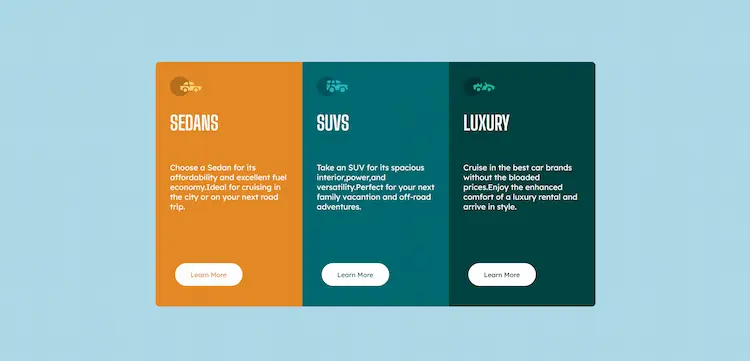 SEDANS
Choose a Sedan for its
affordability and excellent fuel
economy.Ideal for cruising in
the city or on your next road
trip.
Learn More
SUVS
Take an SUV for its spacious
interior,power,and
versatility.Perfect for your next
family vacantion and off-road
adventures.
Learn More
LUXURY
Cruise in the best car brands
without the bloaded
prices.Enjoy the enhanced
comfort of a luxury rental and
arrive in style.
Learn More